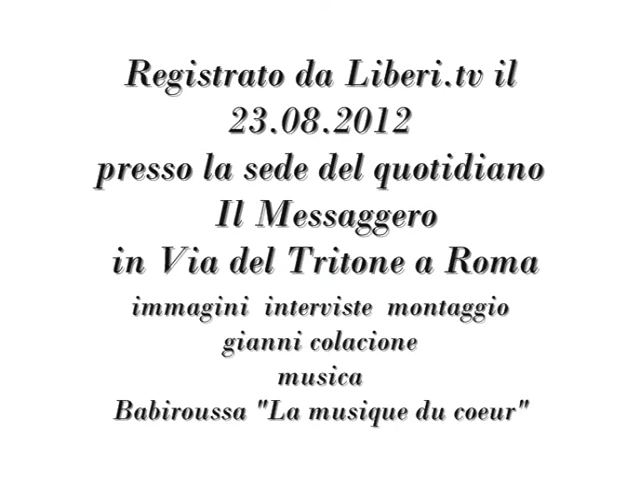 Registrato da Liberi.tv il
23.08.2012
presso la sede del quotidiano
Il Messaggero
in Via del Tritone a Roma
immagini interviste montaggio
gianni colacione
musica
Babiroussa "La musique du coeur"